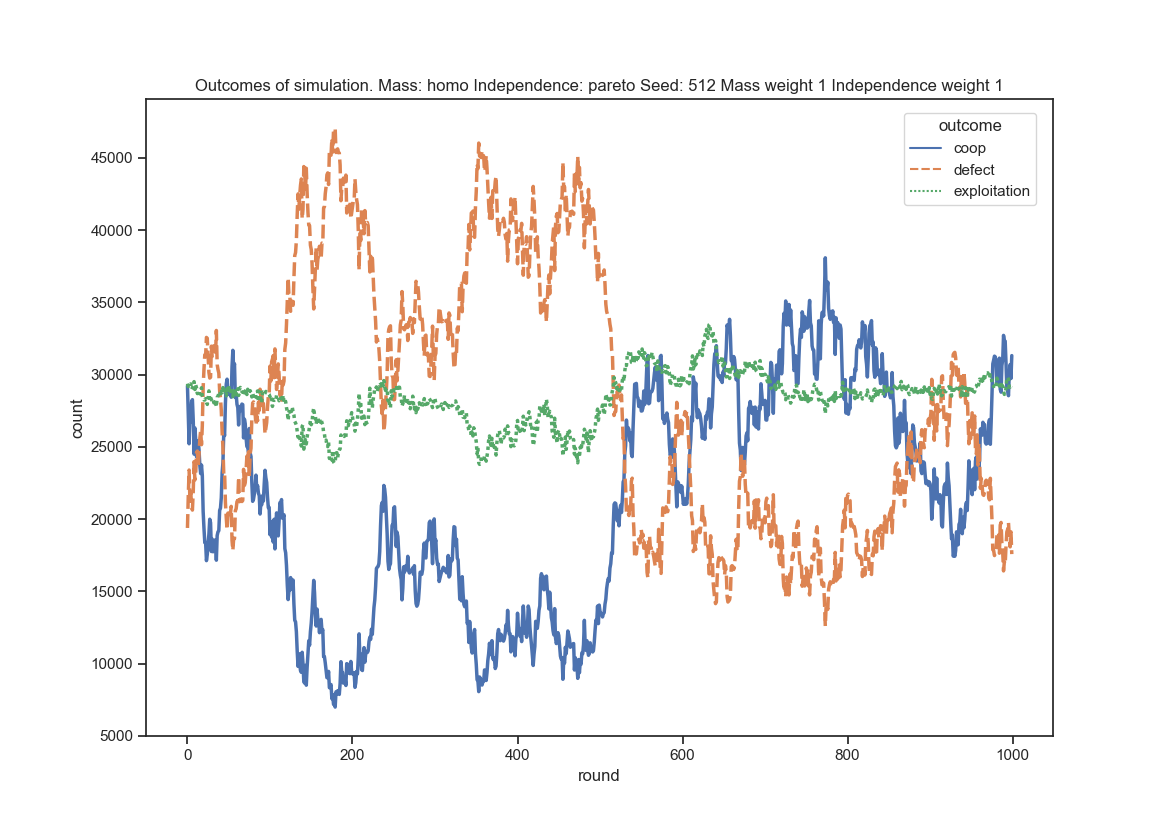 Outcomes of simulation. Mass: homo Independence: pareto Seed: 512 Mass weight 1 Independence weight 1
outcome
coop
defect
exploitation
45000
40000
35000
30000
25000
20000
15000
10000
5000
count
0 200 400 600 800 1000
round